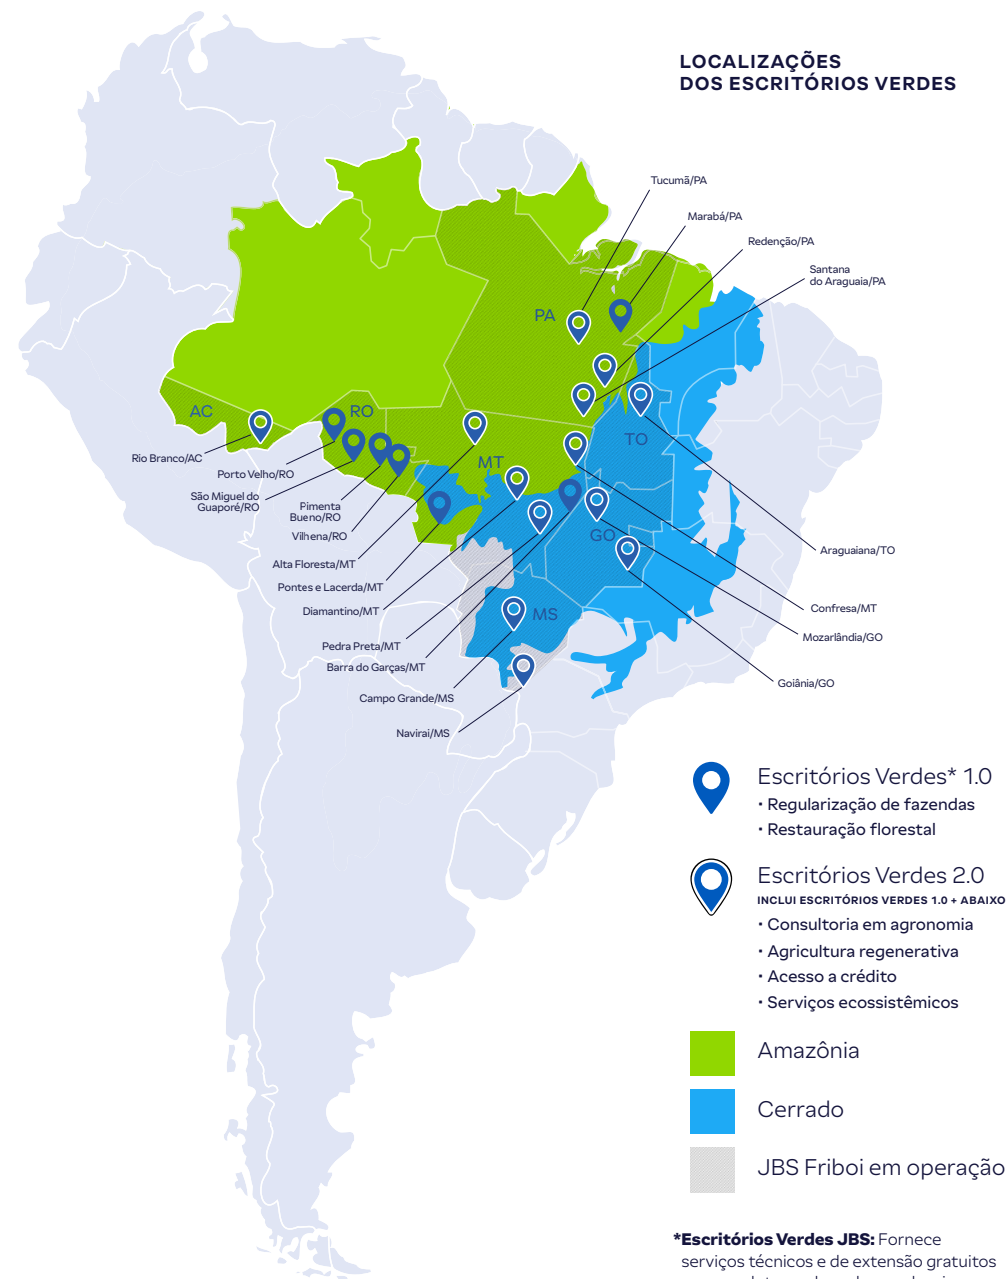 LOCALIZAÇÕES
DOS ESCRITÓRIOS VERDES
Tucumã/PA
Marabá/PA
Redenção/PA
Santana
do Araguaia/PA
PA
AC
RO
TO
MT
GO
MS
Rio Branco/AC
Porto Velho/RO
São Miguel do
Guaporé/RO
Pimenta
Bueno/RO
Vilhena/RO
Alta Floresta/MT
Pontes e Lacerda/MT
Diamantino/MT
Pedra Preta/MT
Barra do Garças/MT
Campo Grande/MS
Naviraí/MS
Araguaiana/TO
Confresa/MT
Mozarlândia/GO
Goiânia/GO
Escritórios Verdes* 1.0
• Regularização de fazendas
• Restauração florestal
Escritórios Verdes 2.0
INCLUI ESCRITÓRIOS VERDES 1.0 + ABAIXO
• Consultoria em agronomia
• Agricultura regenerativa
• Acesso a crédito
• Serviços ecossistêmicos
Amazônia
Cerrado
JBS Friboi em operação
*Escritórios Verdes JBS: Fornece
serviços técnicos e de extensão gratuitos